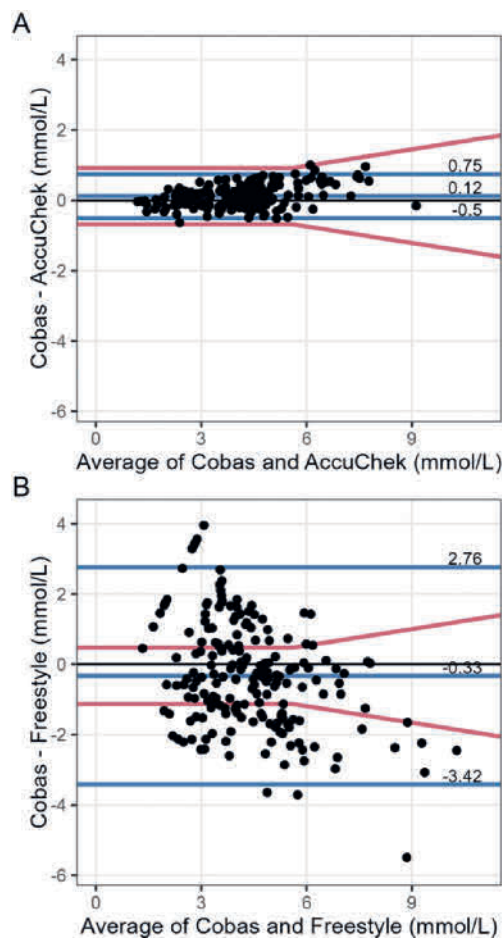 A
Cobas - AccuChek (mmol/L)
4
2
0
-2
-4
-6
0.75
0.12
-0.5
0 3 6 9
Average of Cobas and AccuChek (mmol/L)
B
Cobas - Freestyle (mmol/L)
4
2
0
-2
-4
-6
2.76
-0.33
-3.42
0 3 6 9
Average of Cobas and Freestyle (mmol/L)